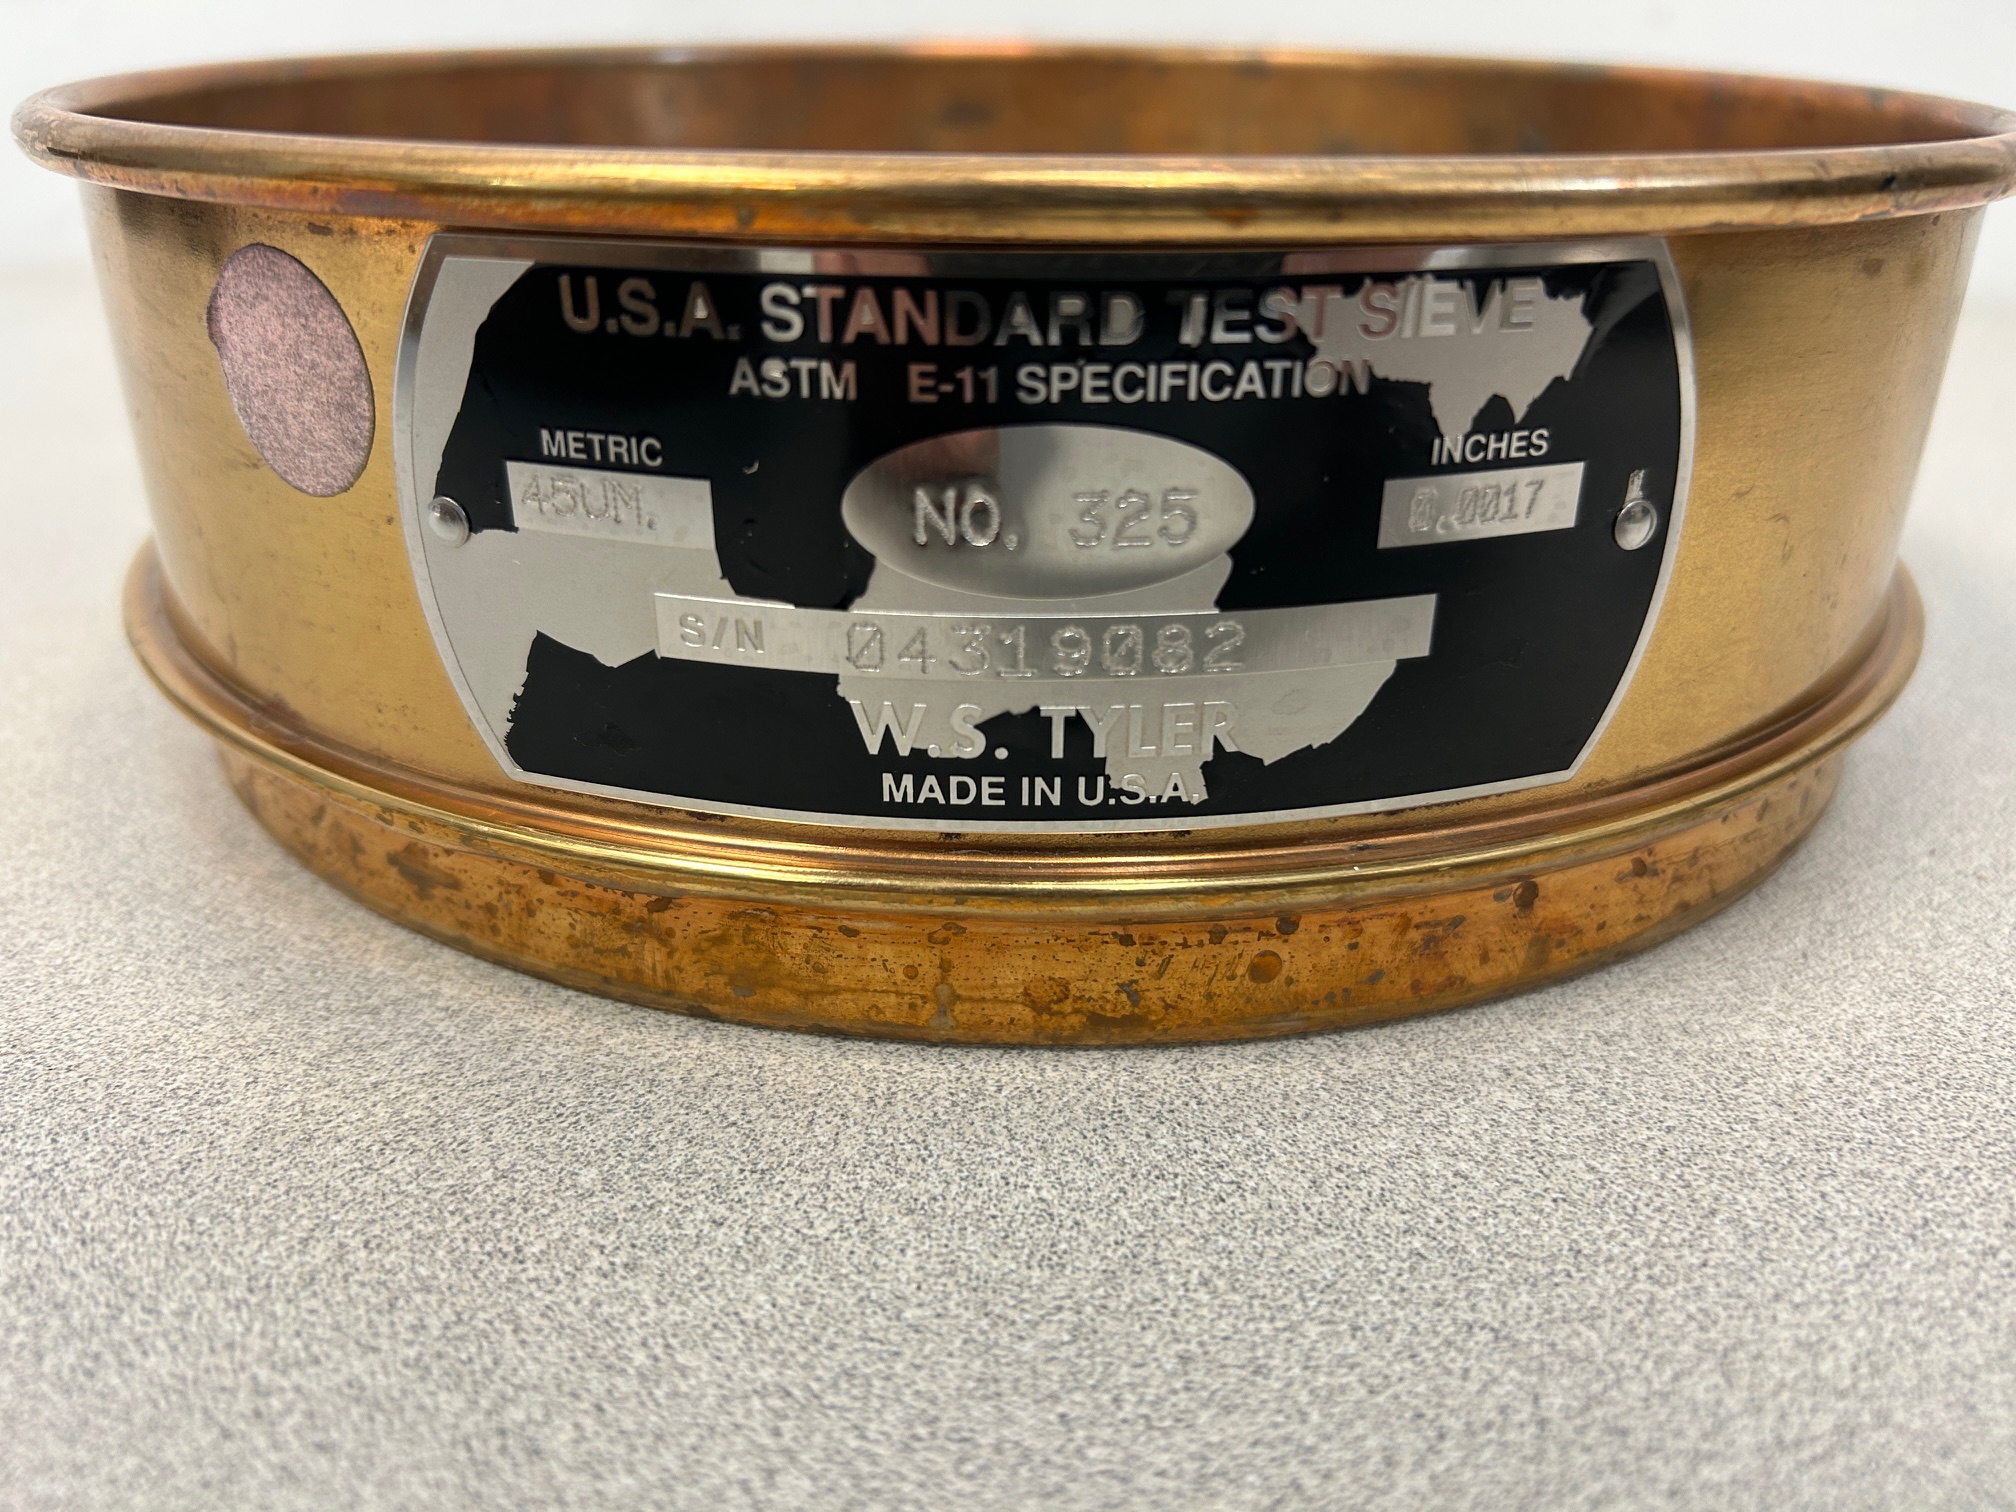 U.S.A. STANDARD TEST SIEVE
ASTM E-11 SPECIFICATION
METRIC
INCHES
45UM.
NO. 325
0.0017
S/N 04319082
W.S. TYLER
MADE IN U.S.A.